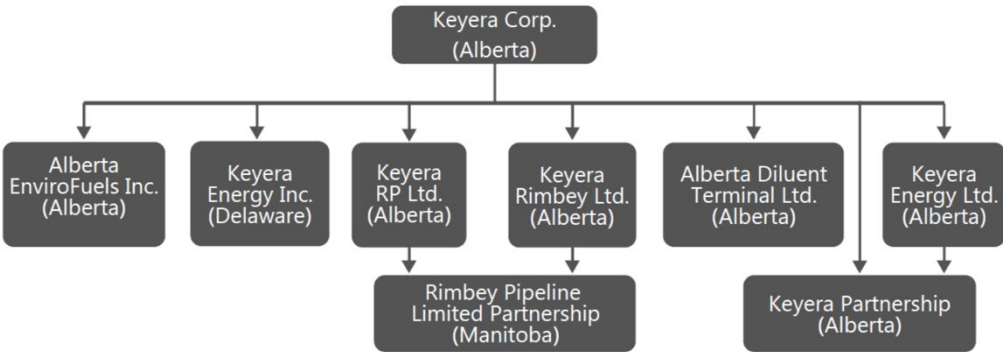 Keyera Corp.
(Alberta)
Alberta
EnviroFuels Inc.
(Alberta)
Keyera
Energy Inc.
(Delaware)
Keyera
RP Ltd.
(Alberta)
Keyera
Rimbey Ltd.
(Alberta)
Alberta Diluent
Terminal Ltd.
(Alberta)
Keyera
Energy Ltd.
(Alberta)
Rimbey Pipeline
Limited Partnership
(Manitoba)
Keyera Partnership
(Alberta)